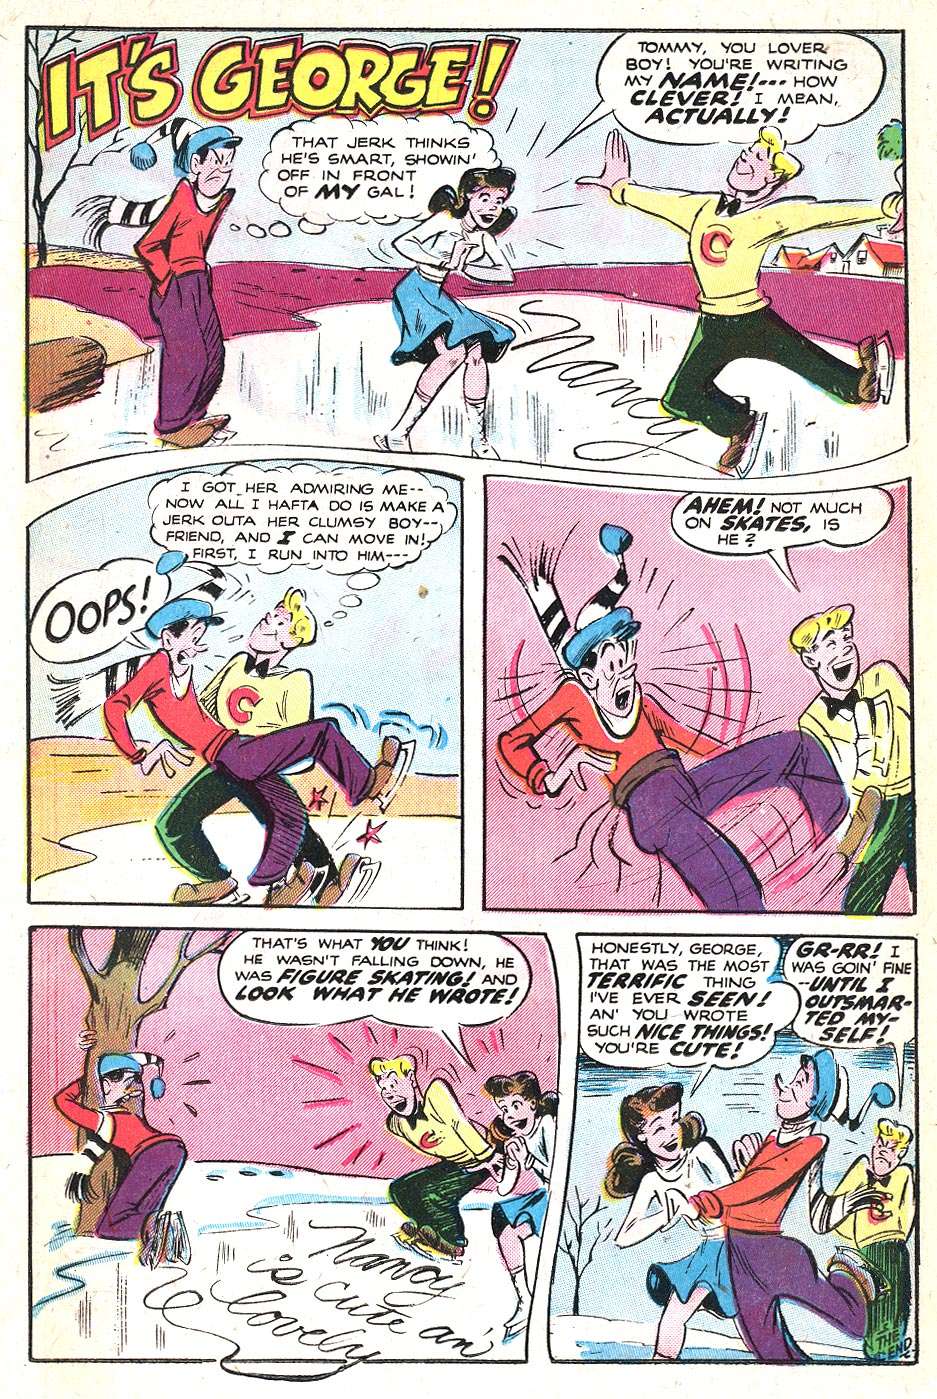 IT'S GEORGE!
TOMMY, YOU LOVER
BOY! YOU'RE WRITING
MY NAME!--- HOW
CLEVER! I MEAN,
ACTUALLY!
THAT JERK THINKS
HE'S SMART, SHOWIN'
OFF IN FRONT
OF MY GAL!
C
Nancy
I GOT HER ADMIRING ME--
NOW ALL I HAFTA DO IS MAKE A
JERK OUTA HER CLUMSY BOY--
FRIEND, AND I CAN MOVE IN!
FIRST, I RUN INTO HIM---
OOPS!
C
AHEM! NOT MUCH
ON SKATES, IS
HE?
THAT'S WHAT YOU THINK!
HE WASN'T FALLING DOWN, HE
WAS FIGURE SKATING! AND
LOOK WHAT HE WROTE!
C
Nancy
is cute an'
lovely
HONESTLY, GEORGE,
THAT WAS THE MOST
TERRIFIC THING
I'VE EVER SEEN!
AN' YOU WROTE
SUCH NICE THINGS!
YOU'RE CUTE!
GR-RR! I
WAS GOIN' FINE
--UNTIL I
OUTSMAR-
TED MY-
SELF!
C
THE
END